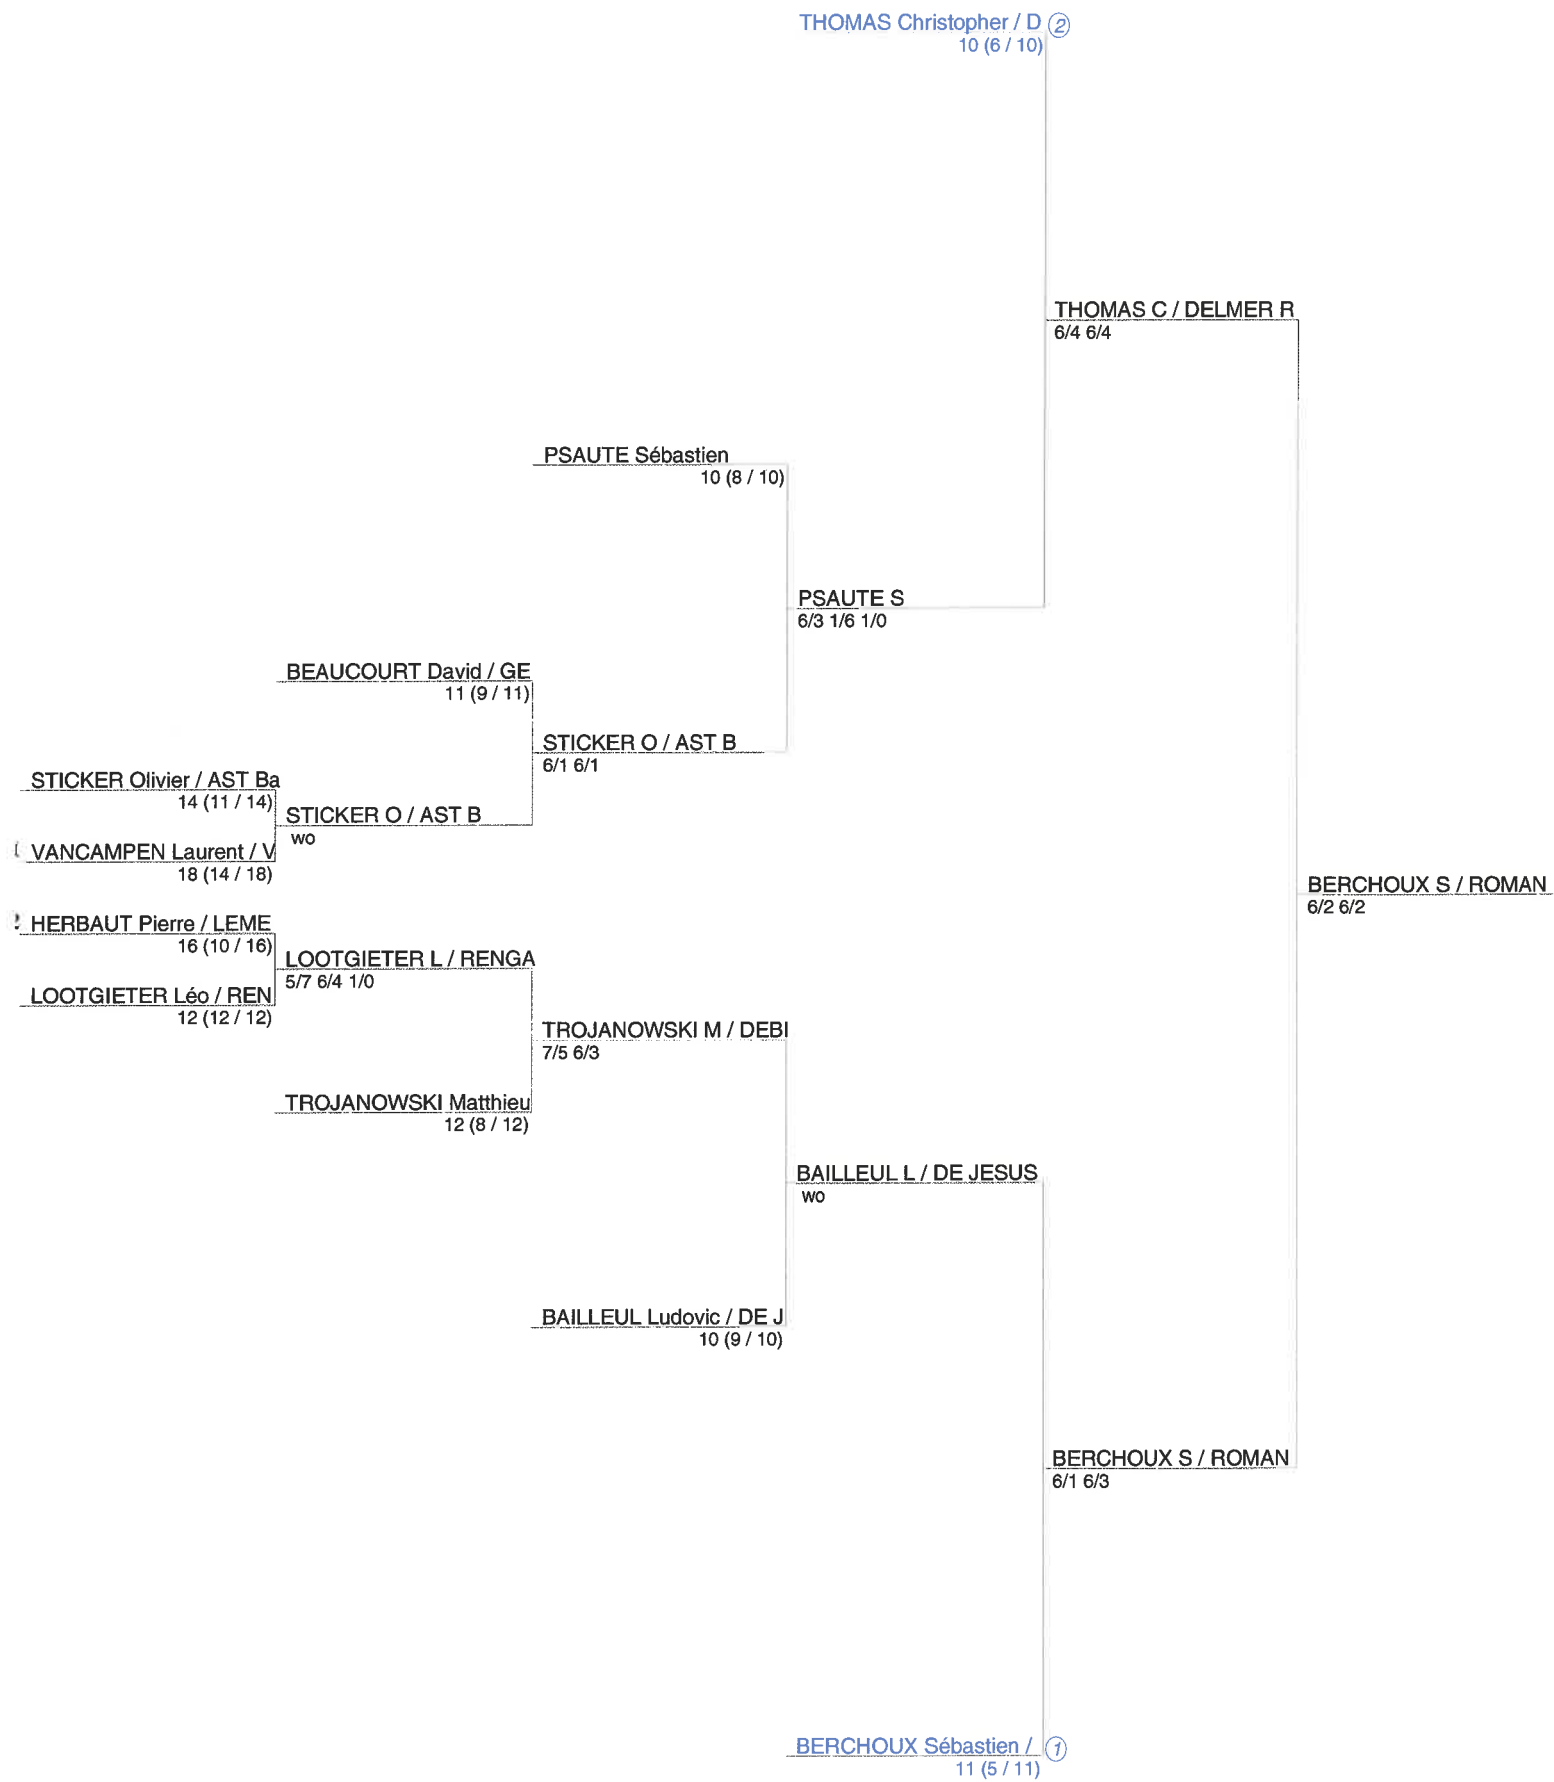 THOMAS Christopher / D 2
10 (6 / 10)
THOMAS C / DELMER R
6/4 6/4
PSAUTE Sébastien
10 (8 / 10)
PSAUTE S
6/3 1/6 1/0
BEAUCOURT David / GE
11 (9 / 11)
STICKER O / AST B
6/1 6/1
STICKER Olivier / AST Ba
14 (11 / 14)
STICKER O / AST B
wo
VANCAMPEN Laurent / V
18 (14 / 18)
BERCHOUX S / ROMAN
6/2 6/2
HERBAUT Pierre / LEME
16 (10 / 16)
LOOTGIETER L / RENGA
5/7 6/4 1/0
LOOTGIETER Léo / REN
12 (12 / 12)
TROJANOWSKI M / DEBI
7/5 6/3
TROJANOWSKI Matthieu
12 (8 / 12)
BAILLEUL L / DE JESUS
wo
BAILLEUL Ludovic / DE J
10 (9 / 10)
BERCHOUX S / ROMAN
6/1 6/3
BERCHOUX Sébastien / 1
11 (5 / 11)